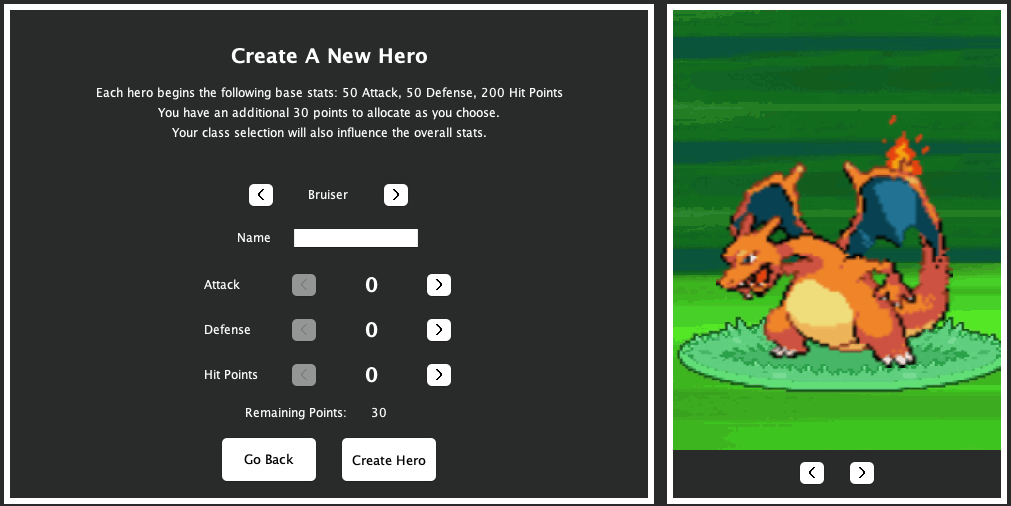 Create A New Hero
Each hero begins the following base stats: 50 Attack, 50 Defense, 200 Hit Points
You have an additional 30 points to allocate as you choose.
Your class selection will also influence the overall stats.
< Bruiser >
Name
Attack < 0 >
Defense < 0 >
Hit Points < 0 >
Remaining Points: 30
Go Back Create Hero
< >